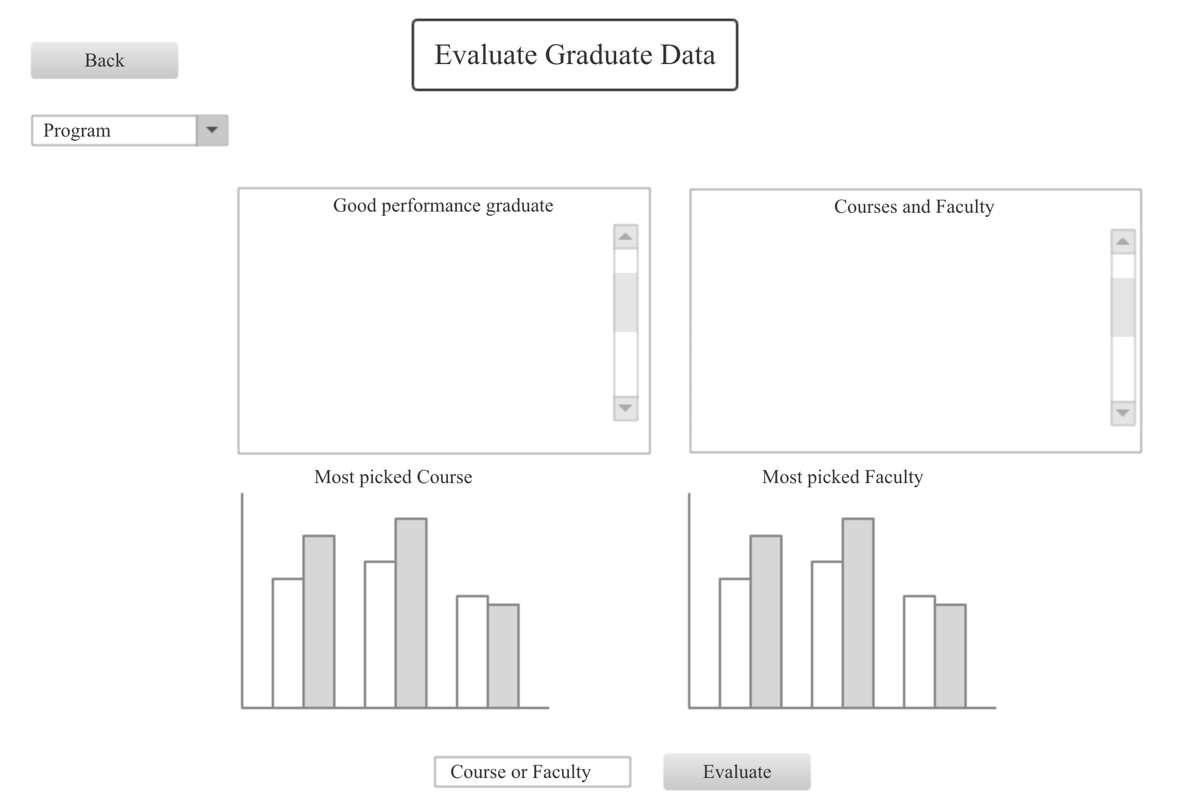 Back
Evaluate Graduate Data
Program
Good performance graduate
Courses and Faculty
Most picked Course
Most picked Faculty
Course or Faculty
Evaluate